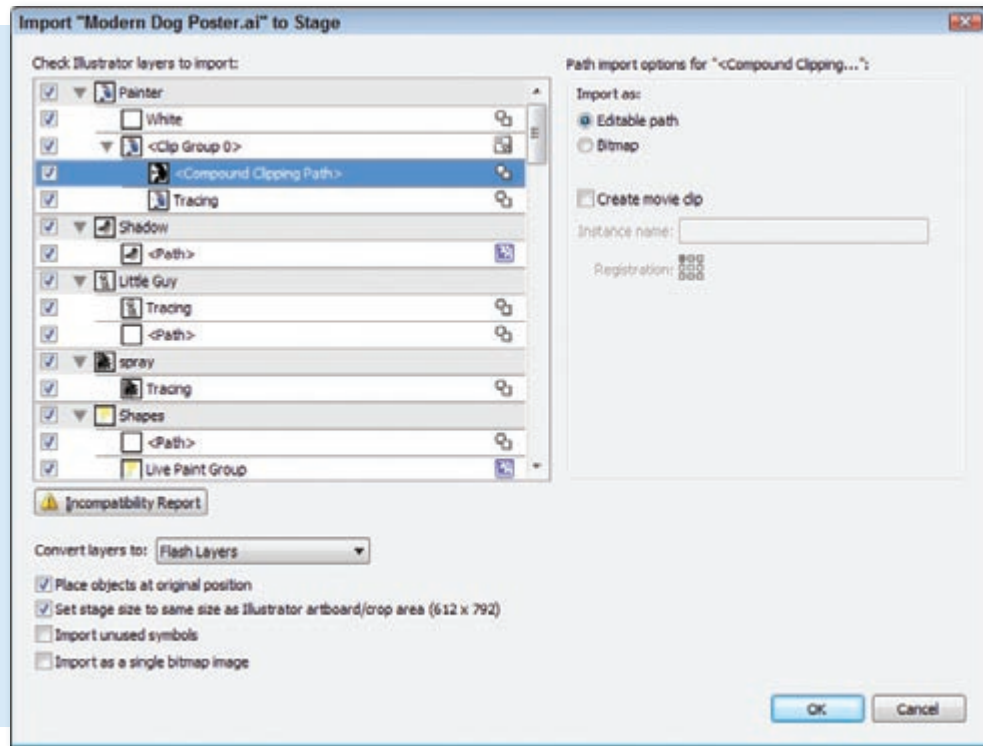 Import "Modern Dog Poster.ai" to Stage
Check Illustrator layers to import:
Painter
White
<Clip Group 0>
<Compound Clipping Path>
Tracing
Shadow
<Path>
Little Guy
Tracing
<Path>
spray
Tracing
Shapes
<Path>
Live Paint Group
Incompatibility Report
Convert layers to: Flash Layers
Place objects at original position
Set stage size to same size as Illustrator artboard/crop area (612 x 792)
Import unused symbols
Import as a single bitmap image
Path import options for "<Compound Clipping...":
Import as:
Editable path
Bitmap
Create movie clip
Instance name:
Registration:
OK
Cancel